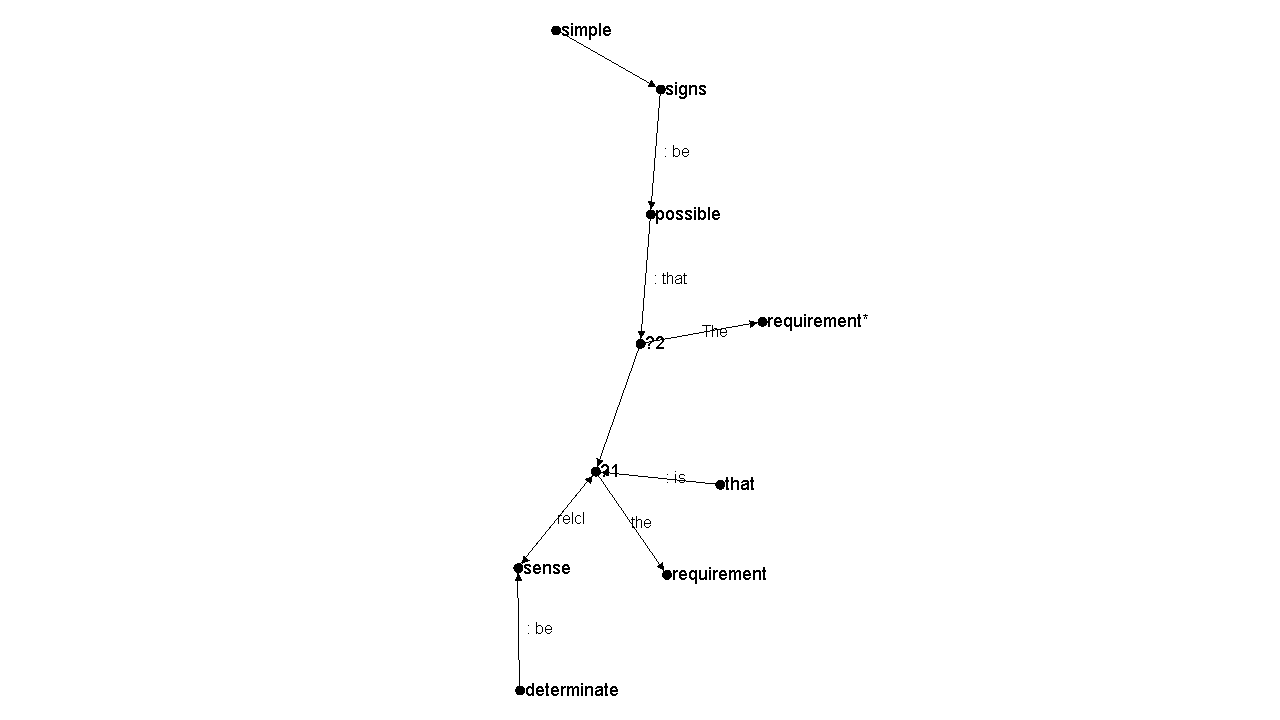 simple
signs
: be
possible
: that
requirement*
The
?2
?1
: is
that
relcl
the
sense
requirement
: be
determinate